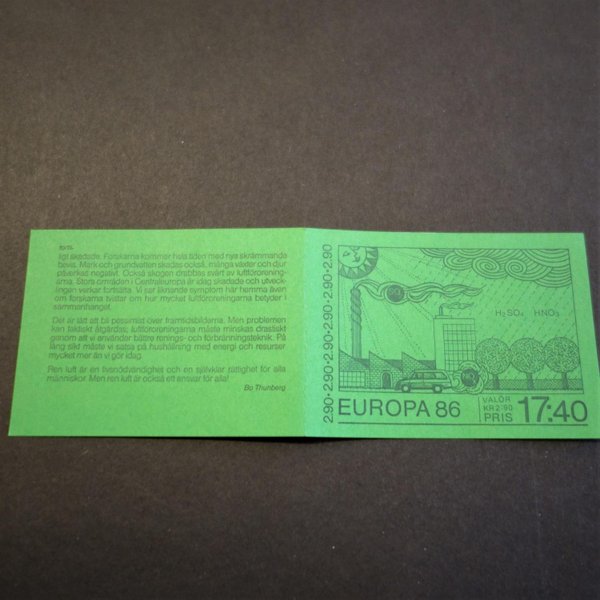 forts.
ligt skadade. Forskarna kommer hela tiden med nya skrämmande
bevis. Mark och grundvatten skadas också, många växter och djur
påverkas negativt. Också skogen drabbas svårt av luftförorening-
arna. Stora områden i Centraleuropa är idag skadade och utveck-
lingen verkar fortsätta. Vi ser liknande symptom här hemma även
om forskarna tvistar om hur mycket luftföroreningar betyder i
sammanhanget.
Det är lätt att bli pessimist över framtidsbilderna. Men problemen
kan faktiskt åtgärdas; luftföroreningarna måste minskas drastiskt
genom att vi använder bättre renings- och förbränningsteknik. På
lång sikt måste vi satsa på hushållning med energi och resurser
mycket mer än vi gör idag.
Ren luft är en livsnödvändighet och en självklar rättighet för alla
människor. Men ren luft är också ett ansvar för alla!
Bo Thunberg
2.90•2.90•2.90•2.90•2.90•2.90
H₂SO₄ HNO₃
EUROPA 86
VALÖR
KR 2.90
PRIS 17:40